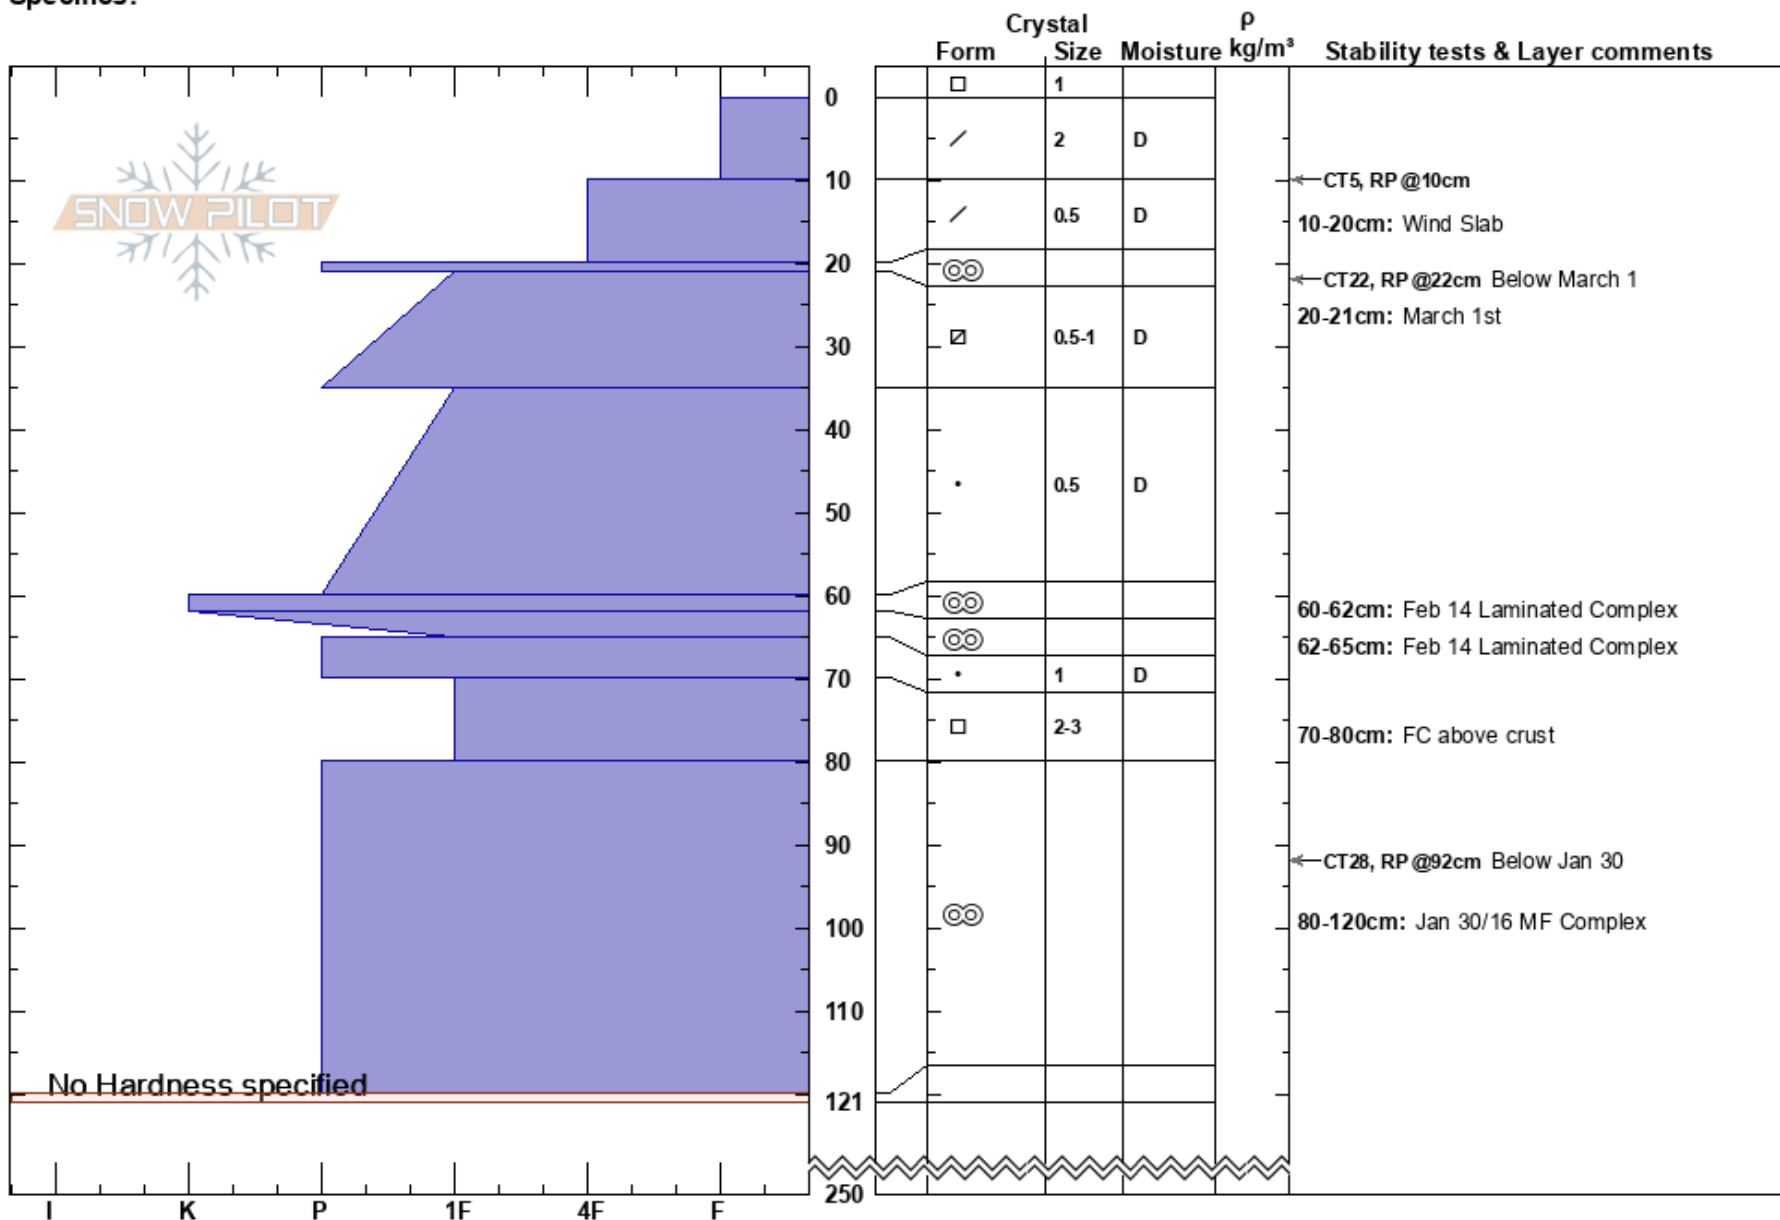 Specifics:
Crystal ρ
Form Size Moisture kg/m³ Stability tests & Layer comments
1
0
2 D
10 CT5, RP @10cm
SNOW PILOT
0.5 D 10-20cm: Wind Slab
20
CT22, RP @22cm Below March 1
20-21cm: March 1st
0.5-1 D
30
40
0.5 D
50
60
60-62cm: Feb 14 Laminated Complex
62-65cm: Feb 14 Laminated Complex
70 1 D
2-3 70-80cm: FC above crust
80
90
CT28, RP @92cm Below Jan 30
100 80-120cm: Jan 30/16 MF Complex
110
No Hardness specified
121
250
I K P 1F 4F F